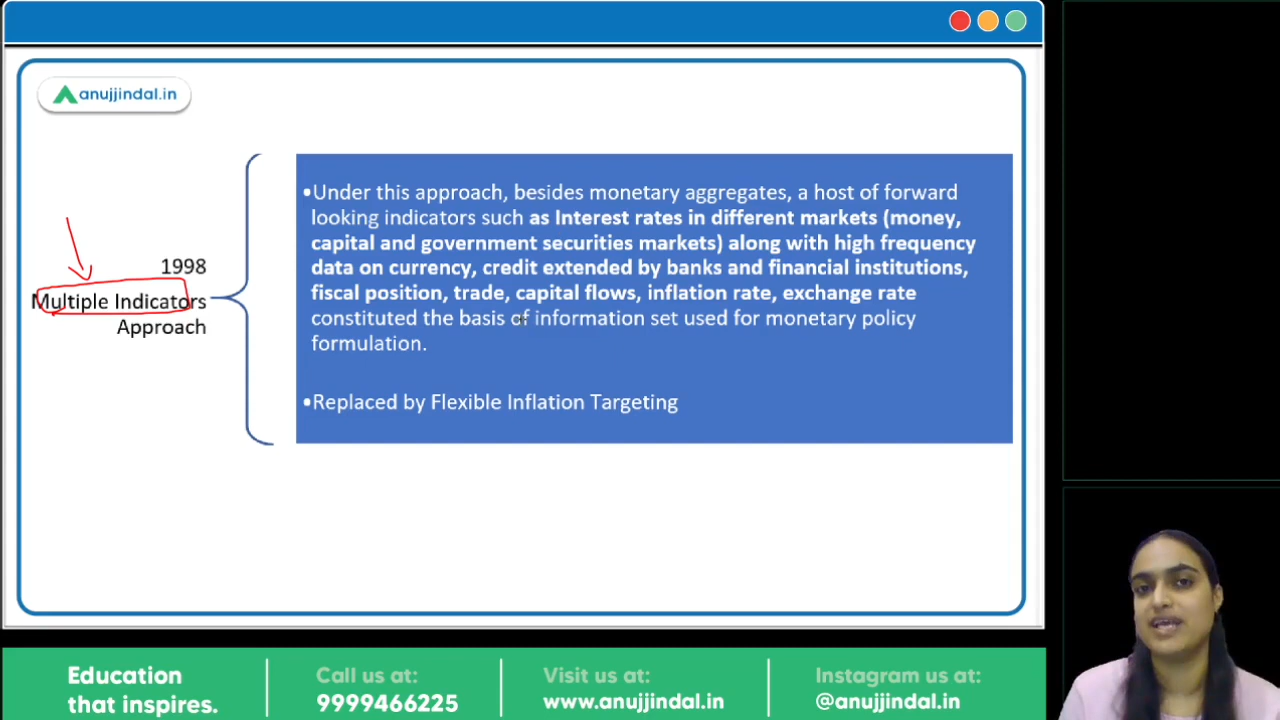 anujjindal.in
1998
Multiple Indicators
Approach
•Under this approach, besides monetary aggregates, a host of forward
looking indicators such as Interest rates in different markets (money,
capital and government securities markets) along with high frequency
data on currency, credit extended by banks and financial institutions,
fiscal position, trade, capital flows, inflation rate, exchange rate
constituted the basis of information set used for monetary policy
formulation.
•Replaced by Flexible Inflation Targeting
Education
that inspires.
Call us at:
9999466225
Visit us at:
www.anujjindal.in
Instagram us at:
@anujjindal.in